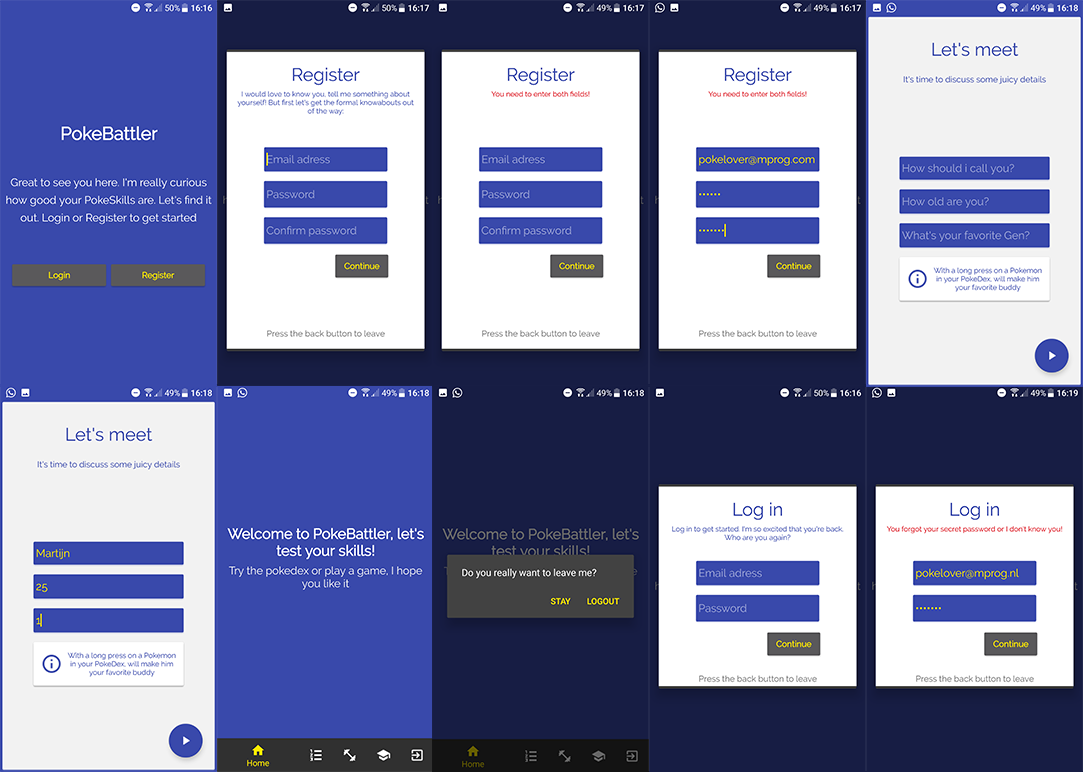 50% 16:16
PokeBattler
Great to see you here. I'm really curious
how good your PokeSkills are. Let's find it
out. Login or Register to get started
Login
Register
50% 16:17
Register
I would love to know you, tell me something about
yourself! But first let's get the formal knowabouts out
of the way:
Email adress
Password
Confirm password
Continue
Press the back button to leave
49% 16:17
Register
You need to enter both fields!
Email adress
Password
Confirm password
Continue
Press the back button to leave
49% 16:17
Register
You need to enter both fields!
pokelover@mprog.com
Continue
Press the back button to leave
49% 16:18
Let's meet
It's time to discuss some juicy details
How should i call you?
How old are you?
What's your favorite Gen?
With a long press on a Pokemon
in your PokeDex, will make him
your favorite buddy
49% 16:18
Let's meet
It's time to discuss some juicy details
Martijn
25
1
With a long press on a Pokemon
in your PokeDex, will make him
your favorite buddy
49% 16:18
Welcome to PokeBattler, let's
test your skills!
Try the pokedex or play a game, I hope
you like it
Home
49% 16:18
Welcome to PokeBattler, let's
test your skills!
Do you really want to leave me?
STAY
LOGOUT
Home
50% 16:16
Log in
Log in to get started. I'm so excited that you're back.
Who are you again?
Email adress
Password
Continue
Press the back button to leave
49% 16:19
Log in
You forgot your secret password or I don't know you!
pokelover@mprog.nl
Continue
Press the back button to leave